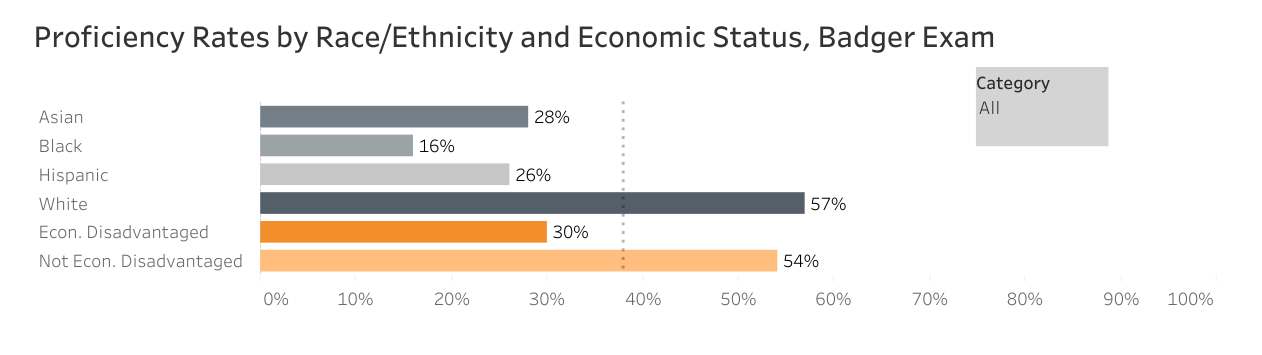 Proficiency Rates by Race/Ethnicity and Economic Status, Badger Exam
Category
All
Asian 28%
Black 16%
Hispanic 26%
White 57%
Econ. Disadvantaged 30%
Not Econ. Disadvantaged 54%
0% 10% 20% 30% 40% 50% 60% 70% 80% 90% 100%